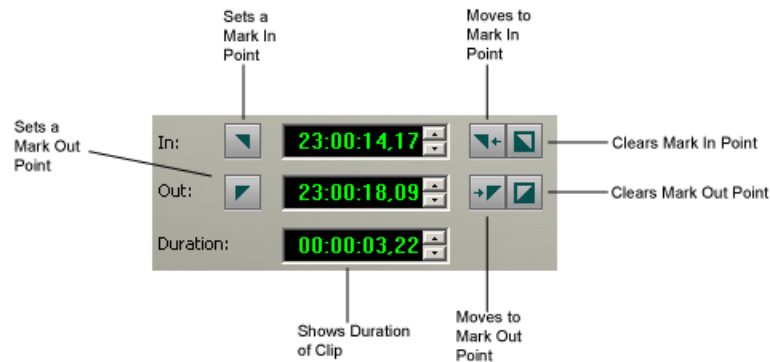 Sets a
Mark In
Point
Moves to
Mark In
Point
Sets a
Mark Out
Point
In:
23:00:14,17
Clears Mark In Point
Out:
23:00:18,09
Clears Mark Out Point
Duration:
00:00:03,22
Shows Duration
of Clip
Moves to
Mark Out
Point